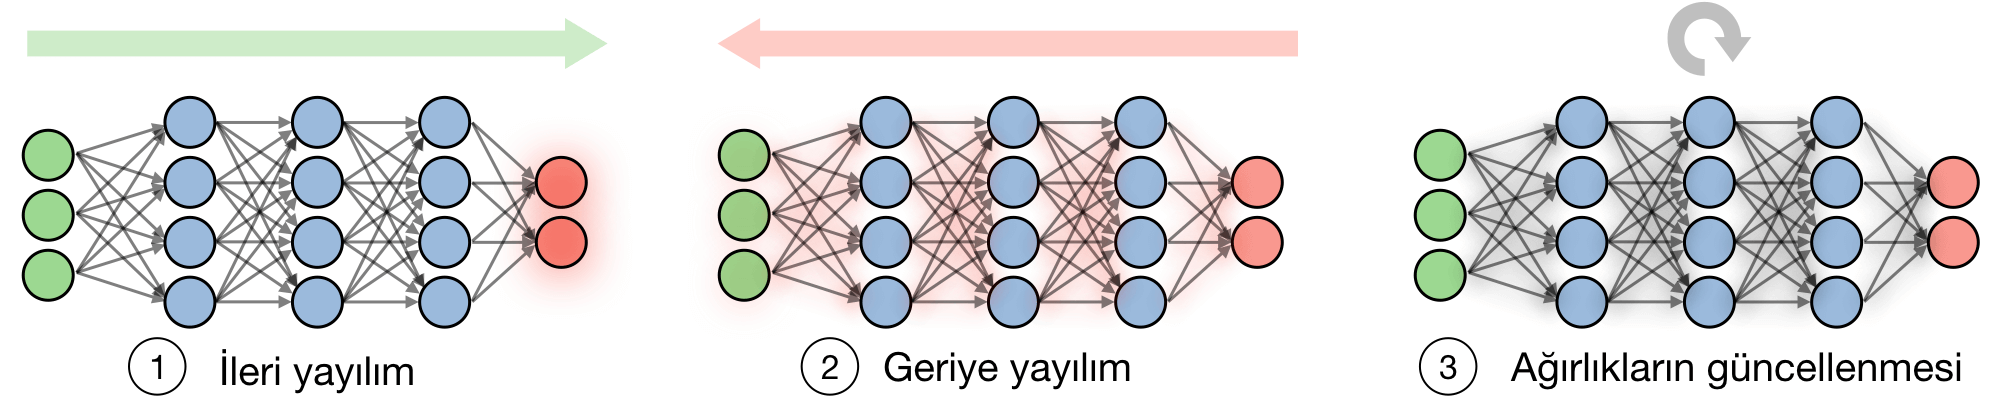 1 İleri yayılım
2 Geriye yayılım
3 Ağırlıkların güncellenmesi